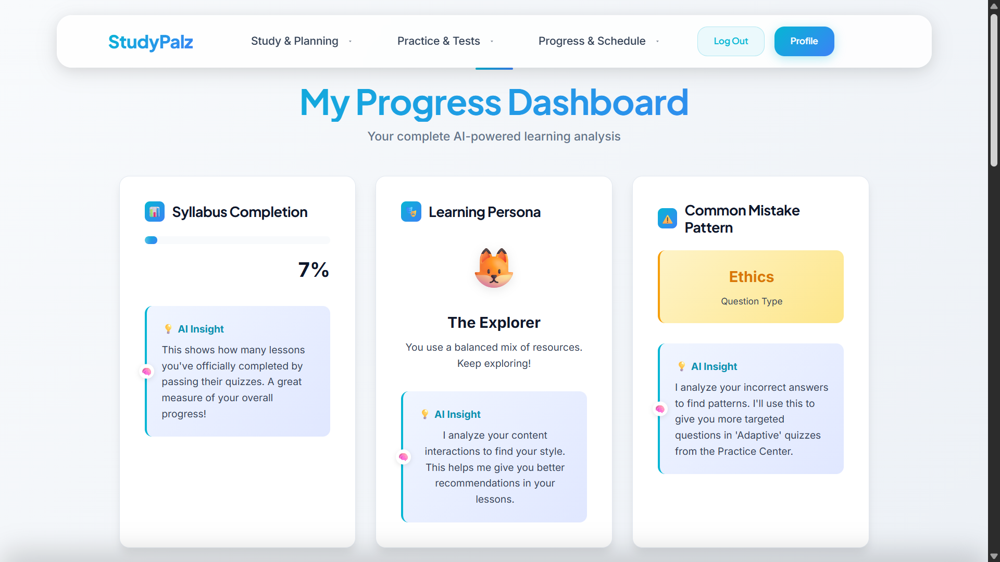 StudyPalz
Study & Planning
Practice & Tests
Progress & Schedule
Log Out
Profile
My Progress Dashboard
Your complete AI-powered learning analysis
Syllabus Completion
7%
AI Insight
This shows how many lessons
you've officially completed by
passing their quizzes. A great
measure of your overall
progress!
Learning Persona
The Explorer
You use a balanced mix of resources.
Keep exploring!
AI Insight
I analyze your content
interactions to find your style.
This helps me give you better
recommendations in your
lessons.
Common Mistake
Pattern
Ethics
Question Type
AI Insight
I analyze your incorrect answers
to find patterns. I'll use this to
give you more targeted
questions in 'Adaptive' quizzes
from the Practice Center.